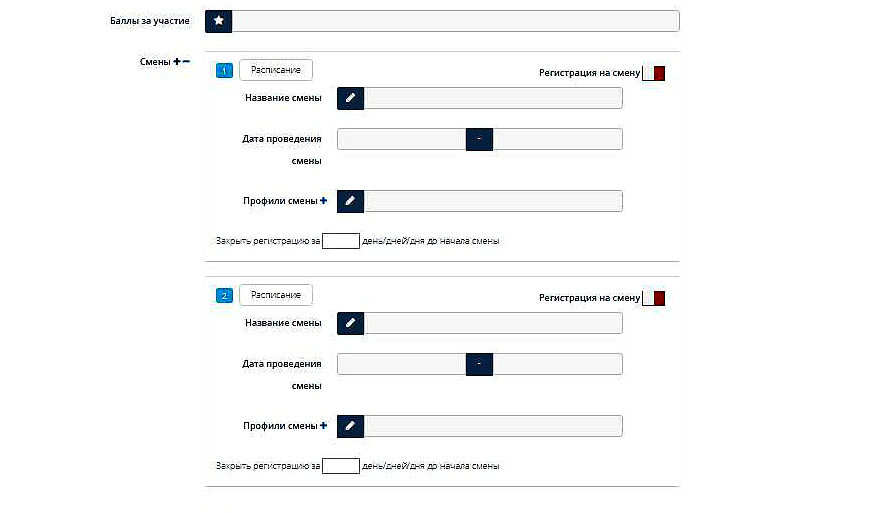 Баллы за участие
Смены + −
1 Расписание Регистрация на смену
Название смены
Дата проведения -
смены
Профили смены +
Закрыть регистрацию за день/дней/дня до начала смены
2 Расписание Регистрация на смену
Название смены
Дата проведения -
смены
Профили смены +
Закрыть регистрацию за день/дней/дня до начала смены